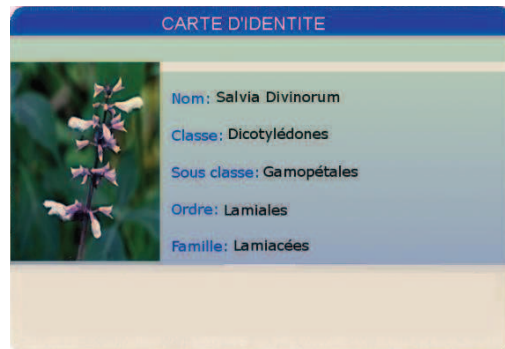 CARTE D'IDENTITE
Nom: Salvia Divinorum
Classe: Dicotylédones
Sous classe: Gamopétales
Ordre: Lamiales
Famille: Lamiacées